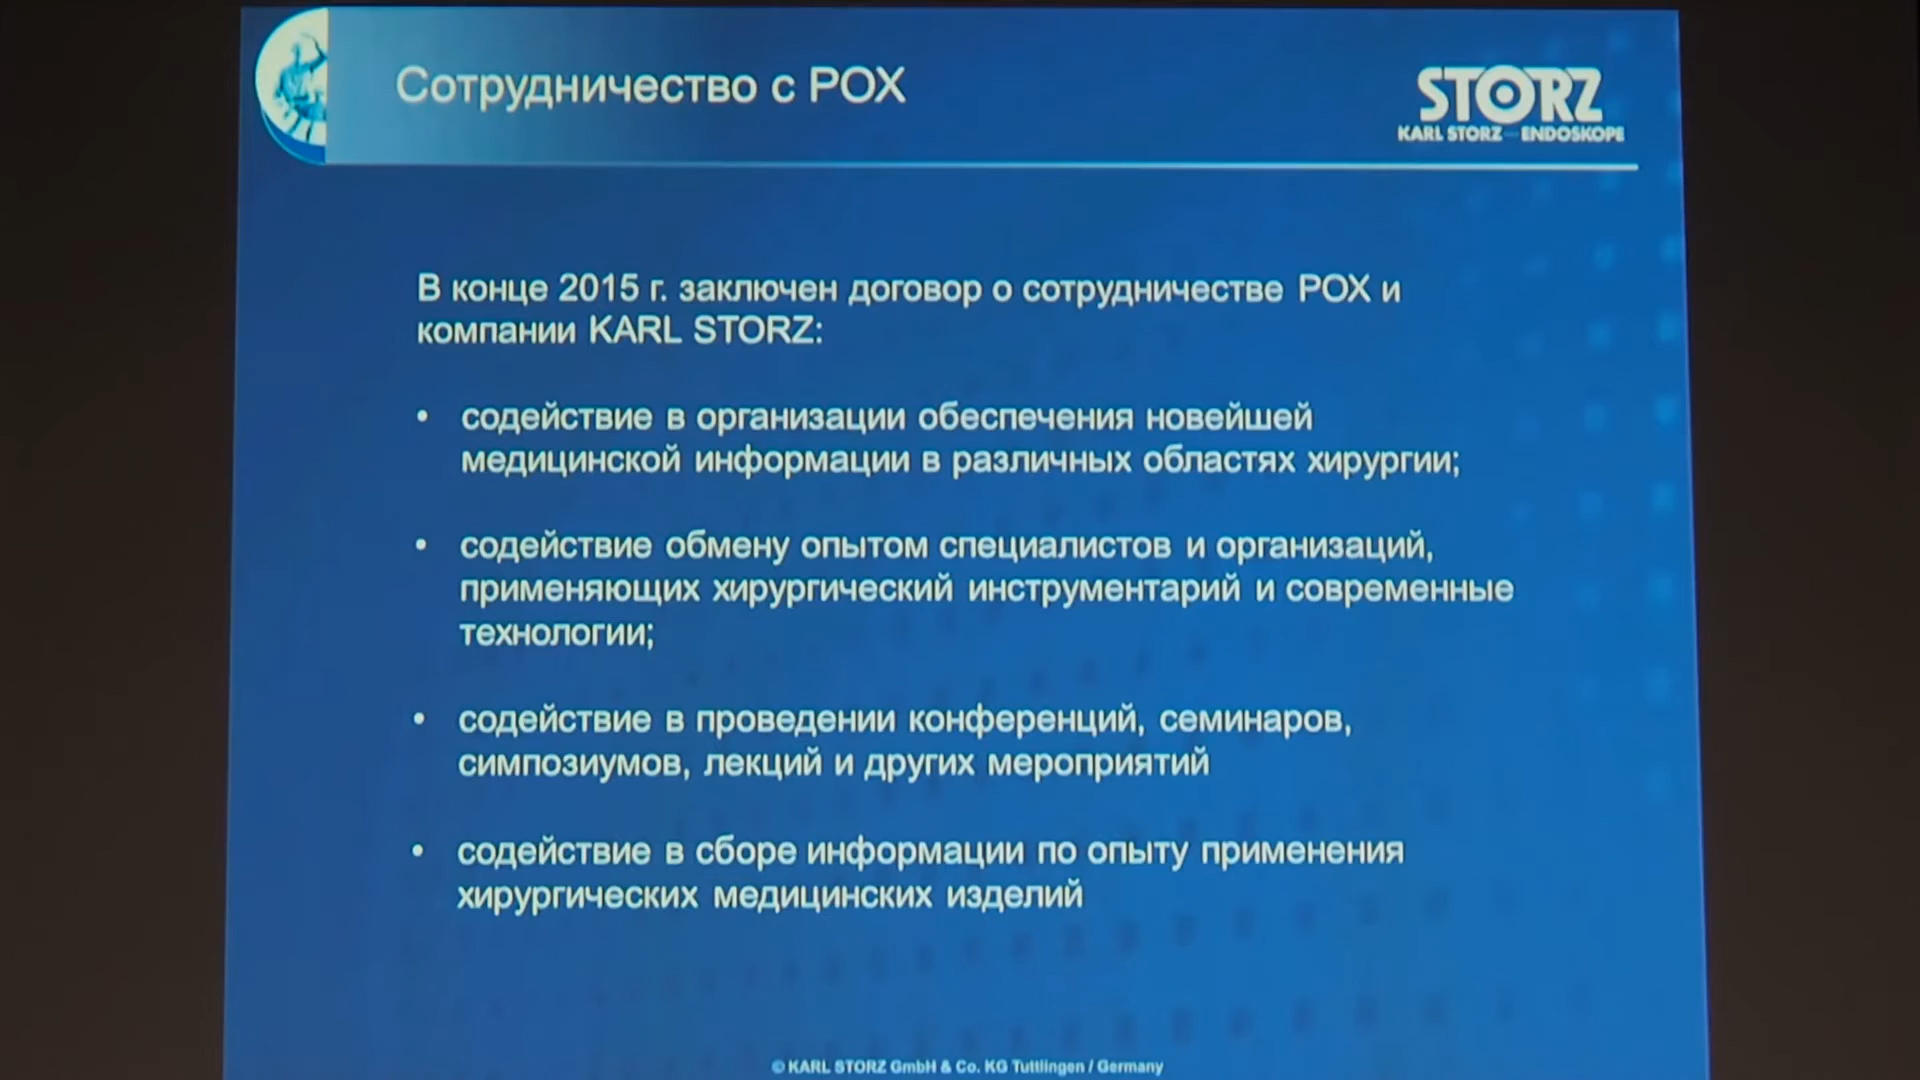 Сотрудничество с РОХ
STORZ
KARL STORZ — ENDOSKOPE
В конце 2015 г. заключен договор о сотрудничестве РОХ и
компании KARL STORZ:
• содействие в организации обеспечения новейшей
медицинской информации в различных областях хирургии;
• содействие обмену опытом специалистов и организаций,
применяющих хирургический инструментарий и современные
технологии;
• содействие в проведении конференций, семинаров,
симпозиумов, лекций и других мероприятий
• содействие в сборе информации по опыту применения
хирургических медицинских изделий
© KARL STORZ GmbH & Co. KG Tuttlingen / Germany